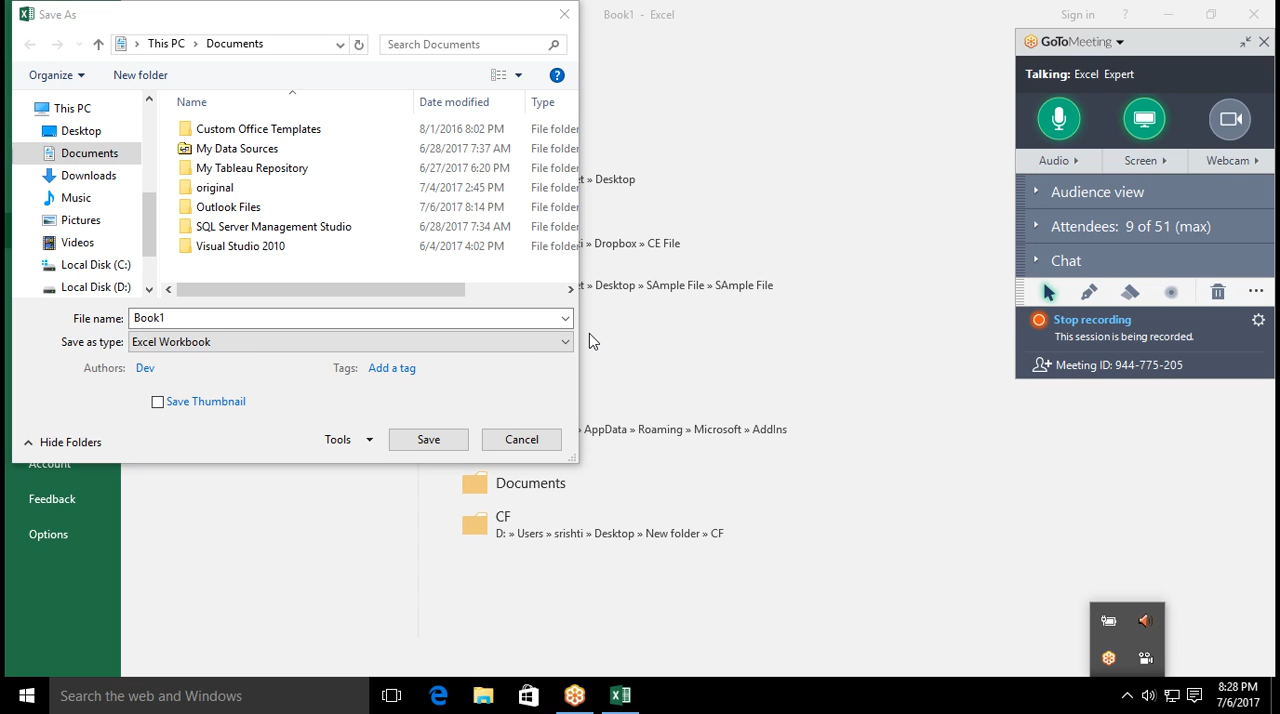 Save As
Book1 - Excel
Sign in
?
This PC
Documents
Search Documents
Organize
New folder
?
GoToMeeting
Talking: Excel Expert
Audio
Screen
Webcam
Audience view
Attendees: 9 of 51 (max)
Chat
Stop recording
This session is being recorded.
Meeting ID: 944-775-205
This PC
Desktop
Documents
Downloads
Music
Pictures
Videos
Local Disk (C:)
Local Disk (D:)
Name Date modified Type
Custom Office Templates 8/1/2016 8:02 PM File folder
My Data Sources 6/28/2017 7:37 AM File folder
My Tableau Repository 6/27/2017 6:20 PM File folder
original 7/4/2017 2:45 PM File folder
Outlook Files 7/6/2017 8:14 PM File folder
SQL Server Management Studio 6/28/2017 7:34 AM File folder
Visual Studio 2010 6/4/2017 4:02 PM File folder
File name: Book1
Save as type: Excel Workbook
Authors: Dev
Tags: Add a tag
Save Thumbnail
Hide Folders
Tools
Save
Cancel
» Desktop
» Dropbox » CE File
» Desktop » SAmple File » SAmple File
» AppData » Roaming » Microsoft » AddIns
Documents
CF
D: » Users » srishti » Desktop » New folder » CF
Account
Feedback
Options
Search the web and Windows
8:28 PM
7/6/2017